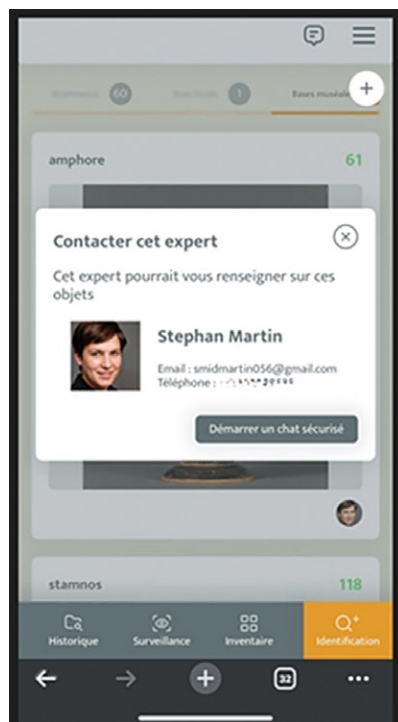 60
1
Bases muséale
+
amphore
61
Contacter cet expert
Cet expert pourrait vous renseigner sur ces
objets
Stephan Martin
Email : smidmartin056@gmail.com
Téléphone :
Démarrer un chat sécurisé
stamnos
118
Historique
Surveillance
Inventaire
Identification
32